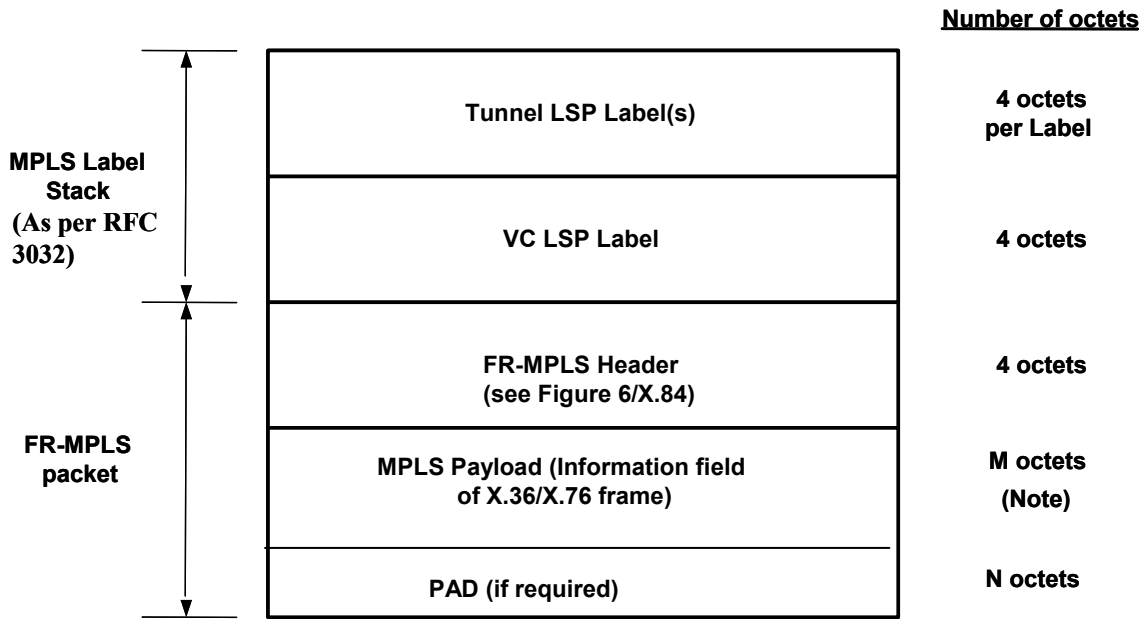 Number of octets
Tunnel LSP Label(s)
4 octets
per Label
MPLS Label
Stack
(As per RFC
3032)
VC LSP Label
4 octets
FR-MPLS Header
(see Figure 6/X.84)
4 octets
FR-MPLS
packet
MPLS Payload (Information field
of X.36/X.76 frame)
M octets
(Note)
PAD (if required)
N octets